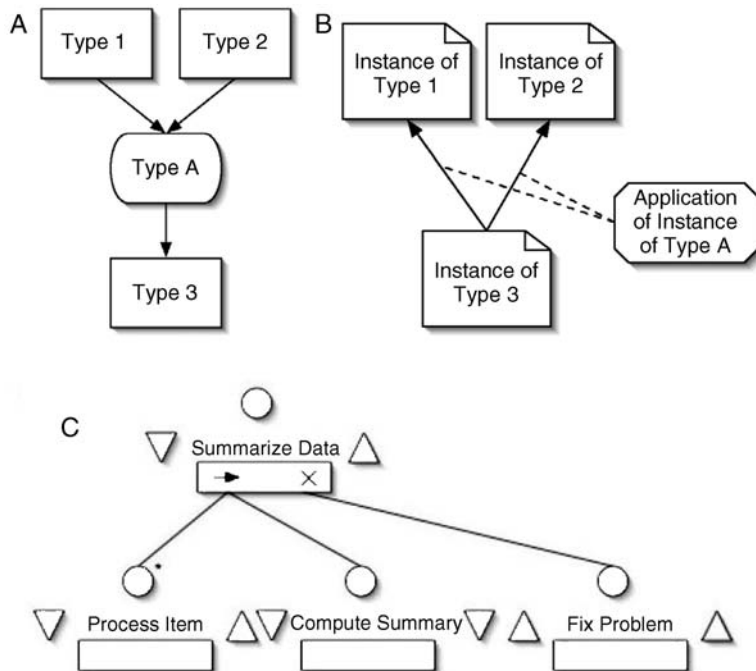 A
Type 1
Type 2
Type A
Type 3
B
Instance of
Type 1
Instance of
Type 2
Application
of Instance
of Type A
Instance of
Type 3
C
Summarize Data
*
Process Item
Compute Summary
Fix Problem